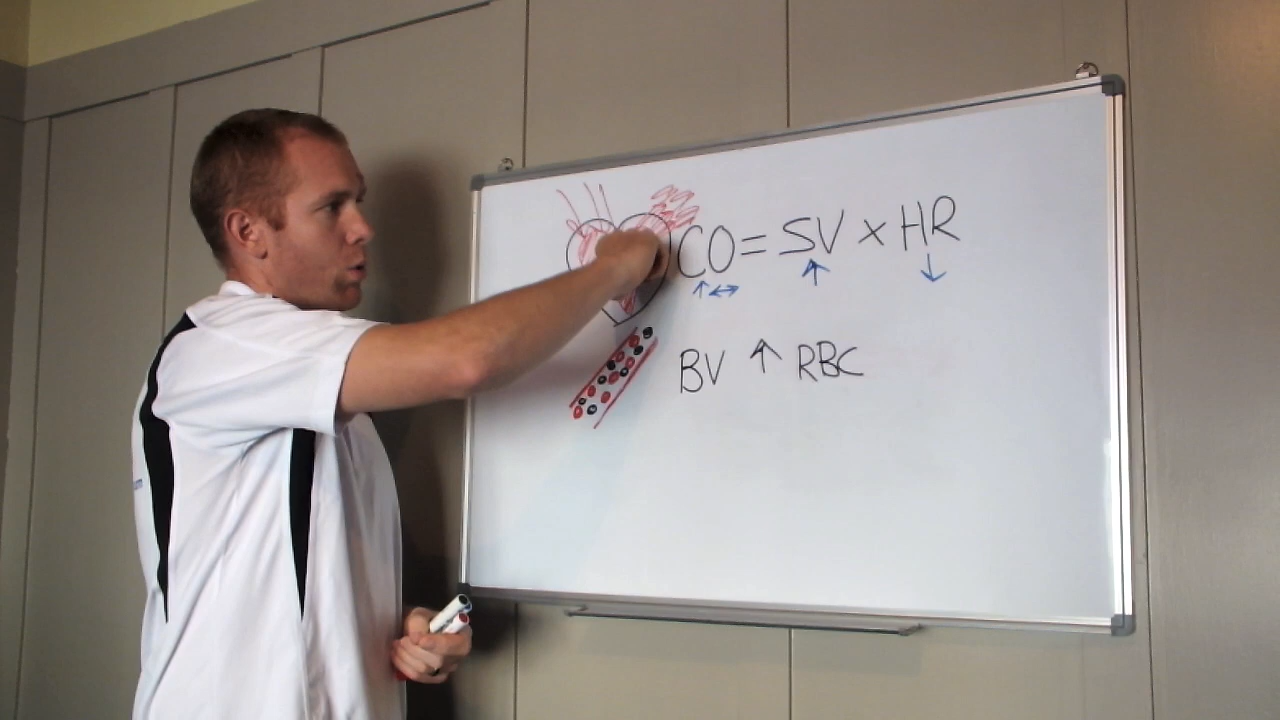 CO = SV x HR
↑ ↔ ↑ ↓
BV ↑ RBC